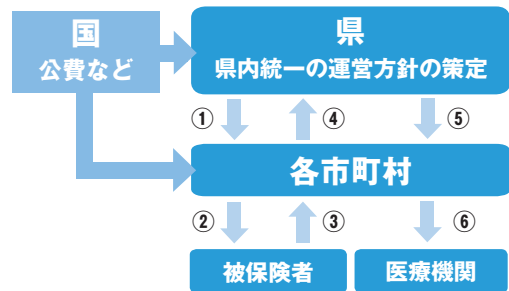 国
公費など
県
県内統一の運営方針の策定
① ④ ⑤
各市町村
② ③ ⑥
被保険者
医療機関